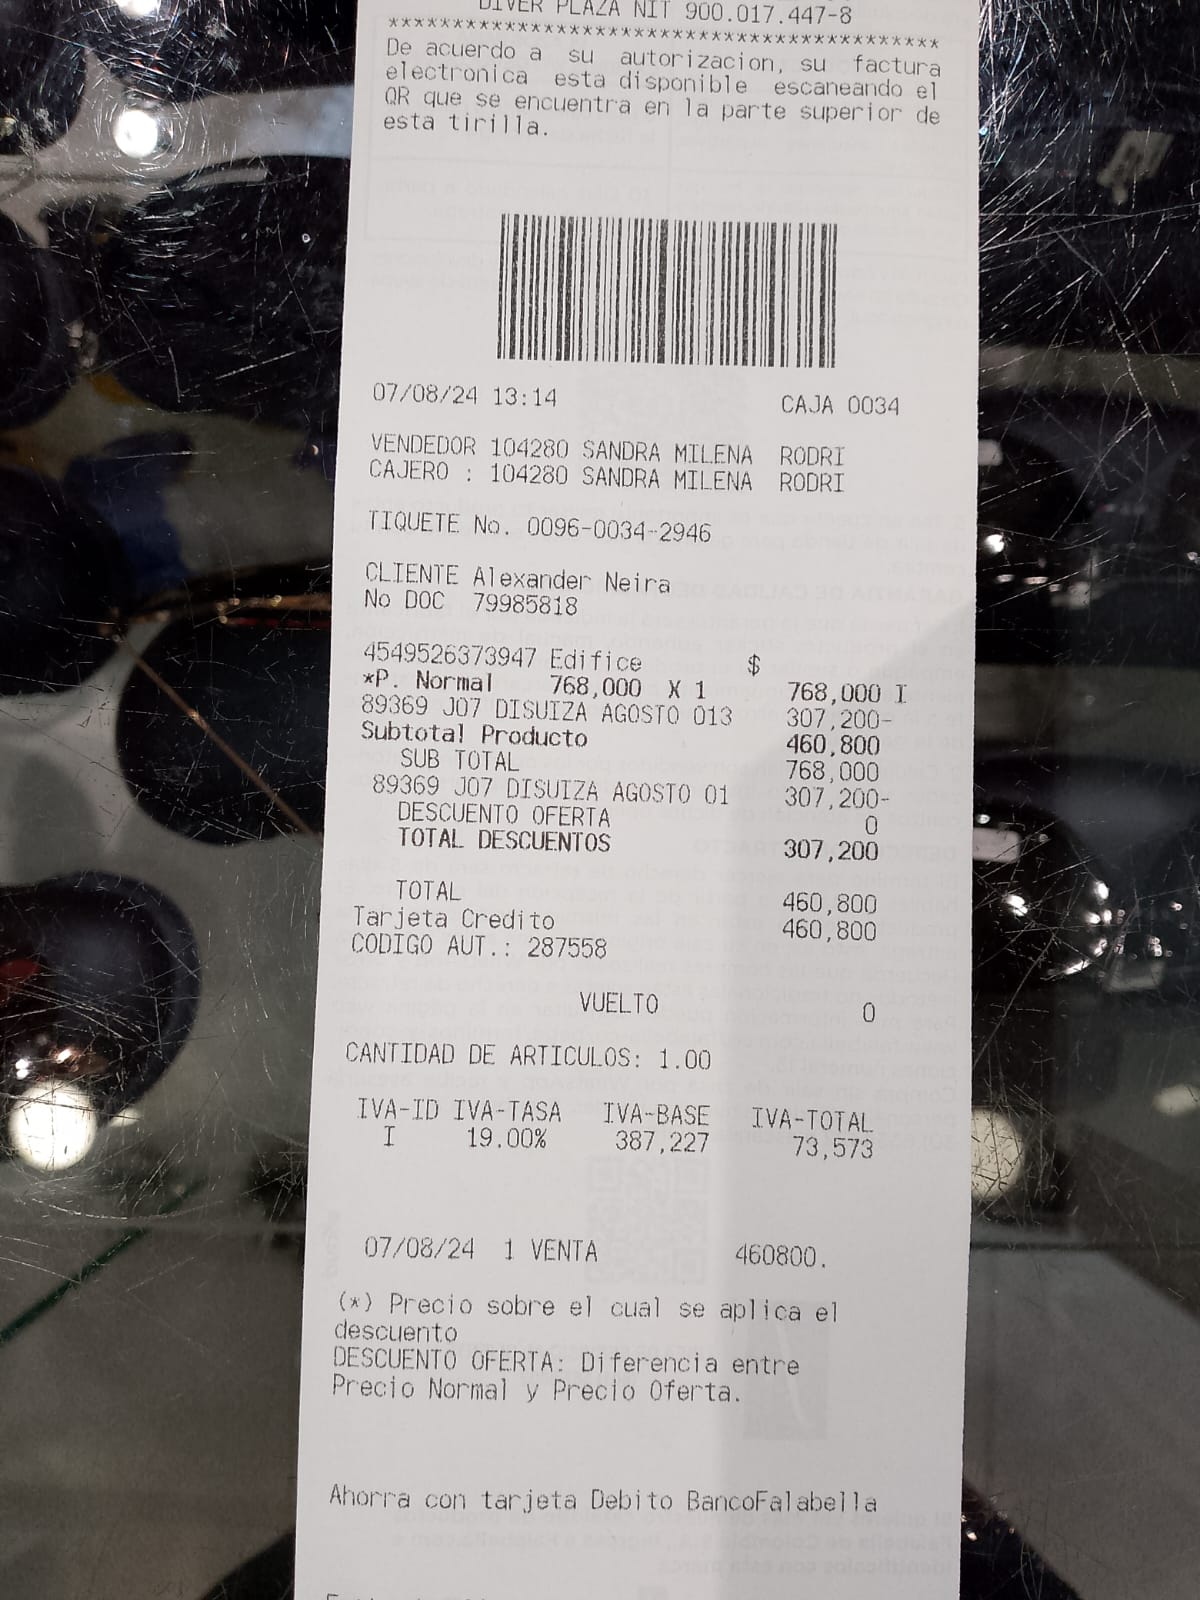 DIVER PLAZA NIT 900.017.447-8
******************************************
De acuerdo a su autorizacion, su factura
electronica esta disponible escaneando el
QR que se encuentra en la parte superior de
esta tirilla.
07/08/24 13:14 CAJA 0034
VENDEDOR 104280 SANDRA MILENA RODRI
CAJERO : 104280 SANDRA MILENA RODRI
TIQUETE No. 0096-0034-2946
CLIENTE Alexander Neira
No DOC 79985818
4549526373947 Edifice $
*P. Normal 768,000 X 1 768,000 I
89369 J07 DISUIZA AGOSTO 013 307,200-
Subtotal Producto 460,800
SUB TOTAL 768,000
89369 J07 DISUIZA AGOSTO 01 307,200-
DESCUENTO OFERTA 0
TOTAL DESCUENTOS 307,200
TOTAL 460,800
Tarjeta Credito 460,800
CODIGO AUT.: 287558
VUELTO 0
CANTIDAD DE ARTICULOS: 1.00
IVA-ID IVA-TASA IVA-BASE IVA-TOTAL
I 19.00% 387,227 73,573
07/08/24 1 VENTA 460800.
(*) Precio sobre el cual se aplica el
descuento
DESCUENTO OFERTA: Diferencia entre
Precio Normal y Precio Oferta.
Ahorra con tarjeta Debito BancoFalabella